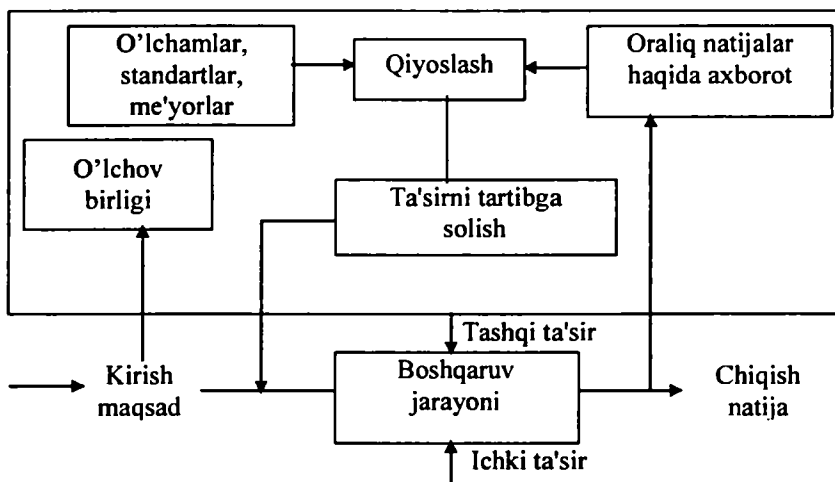 O’lchamlar,
standartlar,
me'yorlar
Qiyoslash
Oraliq natijalar
haqida axborot
O’lchov
birligi
Ta'sirni tartibga
solish
Tashqi ta'sir
Kirish
maqsad
Boshqaruv
jarayoni
Chiqish
natija
Ichki ta'sir